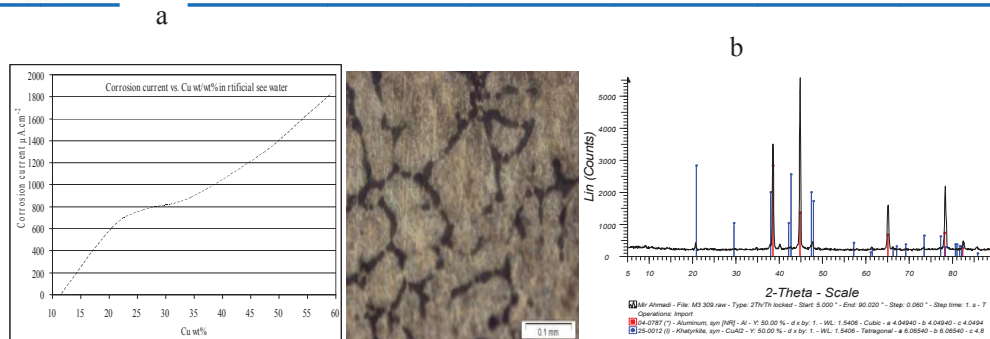 a
b
2000
1800
1600
1400
1200
1000
800
600
400
200
0
Corrosion current vs. Cu wt/wt% in rtificial see water
Corrosion current µ A.cm-2
10 15 20 25 30 35 40 45 50 55 60
Cu wt%
0.1 mm
Lin (Counts)
5000
4000
3000
2000
1000
0
5 10 20 30 40 50 60 70 80
2-Theta - Scale
Mir Ahmadi - File: M3 309.raw - Type: 2Th/Th locked - Start: 5.000 ° - End: 90.020 ° - Step: 0.060 ° - Step time: 1. s - T
Operations: Import
04-0787 (*) - Aluminum, syn [NR] - Al - Y: 50.00 % - d x by: 1. - WL: 1.5406 - Cubic - a 4.04940 - b 4.04940 - c 4.0494
25-0012 (I) - Khatyrkite, syn - CuAl2 - Y: 50.00 % - d x by: 1. - WL: 1.5406 - Tetragonal - a 6.06540 - b 6.06540 - c 4.8